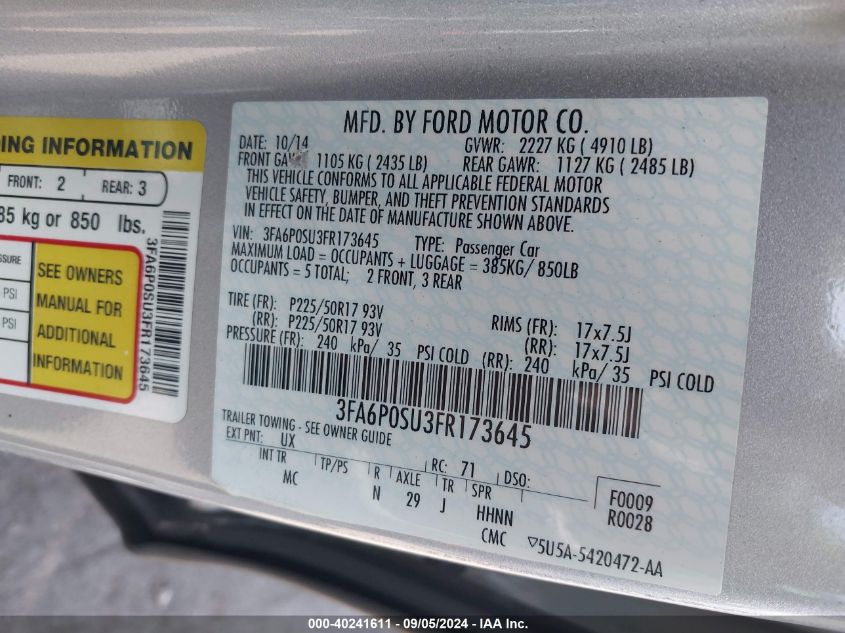 DING INFORMATION
FRONT: 2 REAR: 3
85 kg or 850 lbs.
SSURE
PSI
PSI
SEE OWNERS
MANUAL FOR
ADDITIONAL
INFORMATION
3FA6P0SU3FR173645
MFD. BY FORD MOTOR CO.
DATE: 10/14 GVWR: 2227 KG ( 4910 LB)
FRONT GAWR: 1105 KG ( 2435 LB) REAR GAWR: 1127 KG ( 2485 LB)
THIS VEHICLE CONFORMS TO ALL APPLICABLE FEDERAL MOTOR
VEHICLE SAFETY, BUMPER, AND THEFT PREVENTION STANDARDS
IN EFFECT ON THE DATE OF MANUFACTURE SHOWN ABOVE.
VIN: 3FA6P0SU3FR173645 TYPE: Passenger Car
MAXIMUM LOAD = OCCUPANTS + LUGGAGE = 385KG/ 850LB
OCCUPANTS = 5 TOTAL; 2 FRONT, 3 REAR
TIRE (FR): P225/50R17 93V RIMS (FR): 17x7.5J
(RR): P225/50R17 93V (RR): 17x7.5J
PRESSURE (FR): 240 kPa/ 35 PSI COLD (RR): 240 kPa/ 35 PSI COLD
3FA6P0SU3FR173645
TRAILER TOWING - SEE OWNER GUIDE
EXT PNT: UX RC: 71 DSO:
INT TR TP/PS R AXLE TR SPR F0009
MC N 29 J HHNN R0028
CMC ▽5U5A-5420472-AA
000-40241611 - 09/05/2024 - IAA Inc.